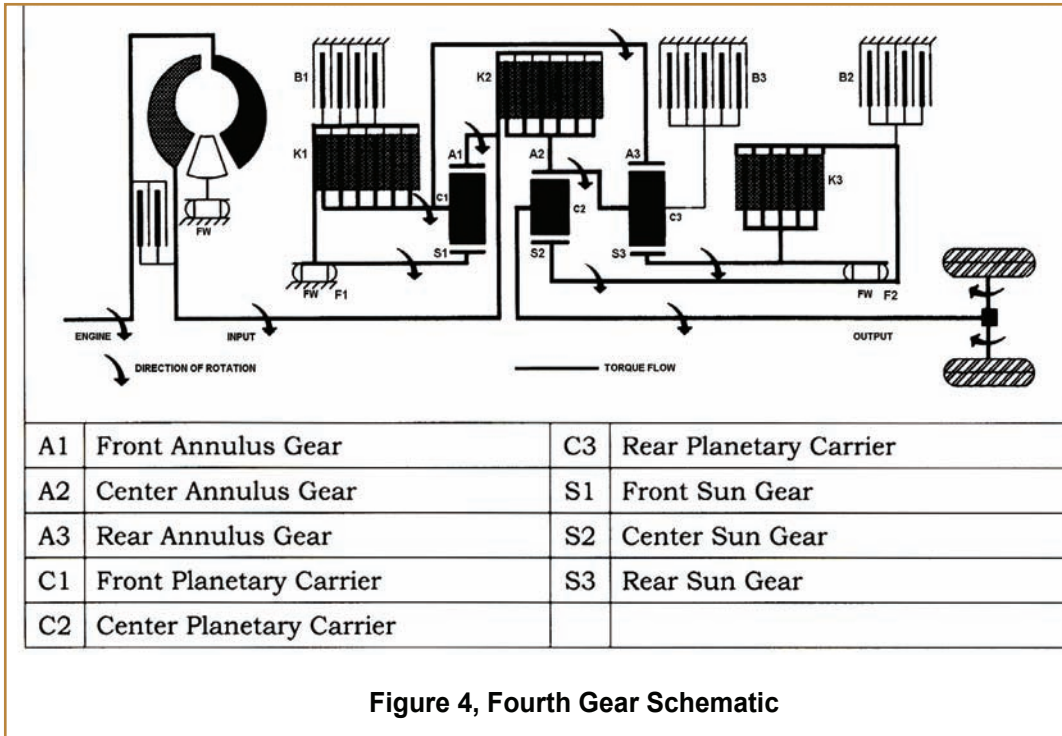 B1
K2
B3
B2
K1
A1
A2
A3
K3
C1
C2
C3
S1
S2
S3
FW
FW F1
FW F2
ENGINE
INPUT
OUTPUT
DIRECTION OF ROTATION
TORQUE FLOW
A1 Front Annulus Gear C3 Rear Planetary Carrier
A2 Center Annulus Gear S1 Front Sun Gear
A3 Rear Annulus Gear S2 Center Sun Gear
C1 Front Planetary Carrier S3 Rear Sun Gear
C2 Center Planetary Carrier
Figure 4, Fourth Gear Schematic